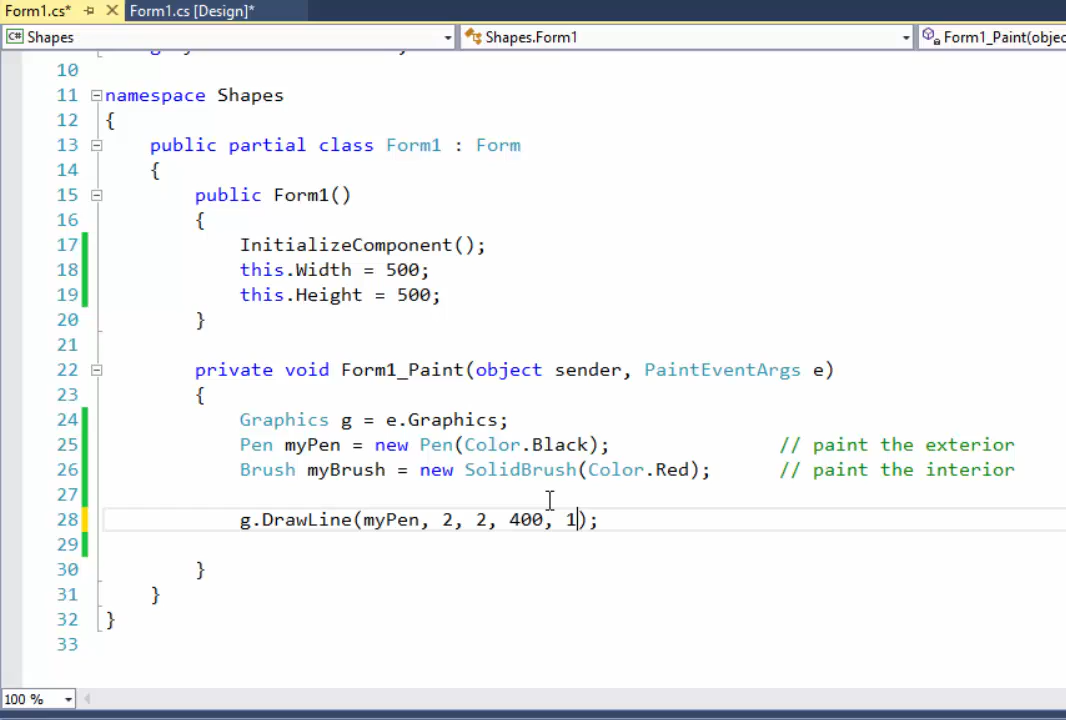 Form1.cs* Form1.cs [Design]*
C# Shapes Shapes.Form1 Form1_Paint(objec
10
11 namespace Shapes
12 {
13 public partial class Form1 : Form
14 {
15 public Form1()
16 {
17 InitializeComponent();
18 this.Width = 500;
19 this.Height = 500;
20 }
21
22 private void Form1_Paint(object sender, PaintEventArgs e)
23 {
24 Graphics g = e.Graphics;
25 Pen myPen = new Pen(Color.Black); // paint the exterior
26 Brush myBrush = new SolidBrush(Color.Red); // paint the interior
27
28 g.DrawLine(myPen, 2, 2, 400, 1);
29
30 }
31 }
32 }
33
100 %